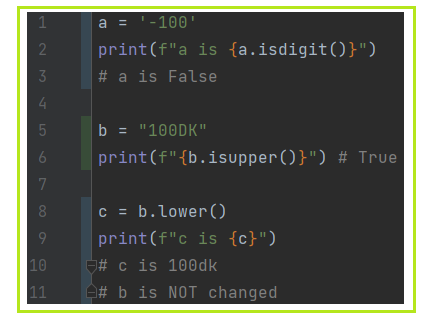 1 a = '-100'
2 print(f"a is {a.isdigit()}")
3 # a is False
4
5 b = "100DK"
6 print(f"{b.isupper()}") # True
7
8 c = b.lower()
9 print(f"c is {c}")
10 # c is 100dk
11 # b is NOT changed